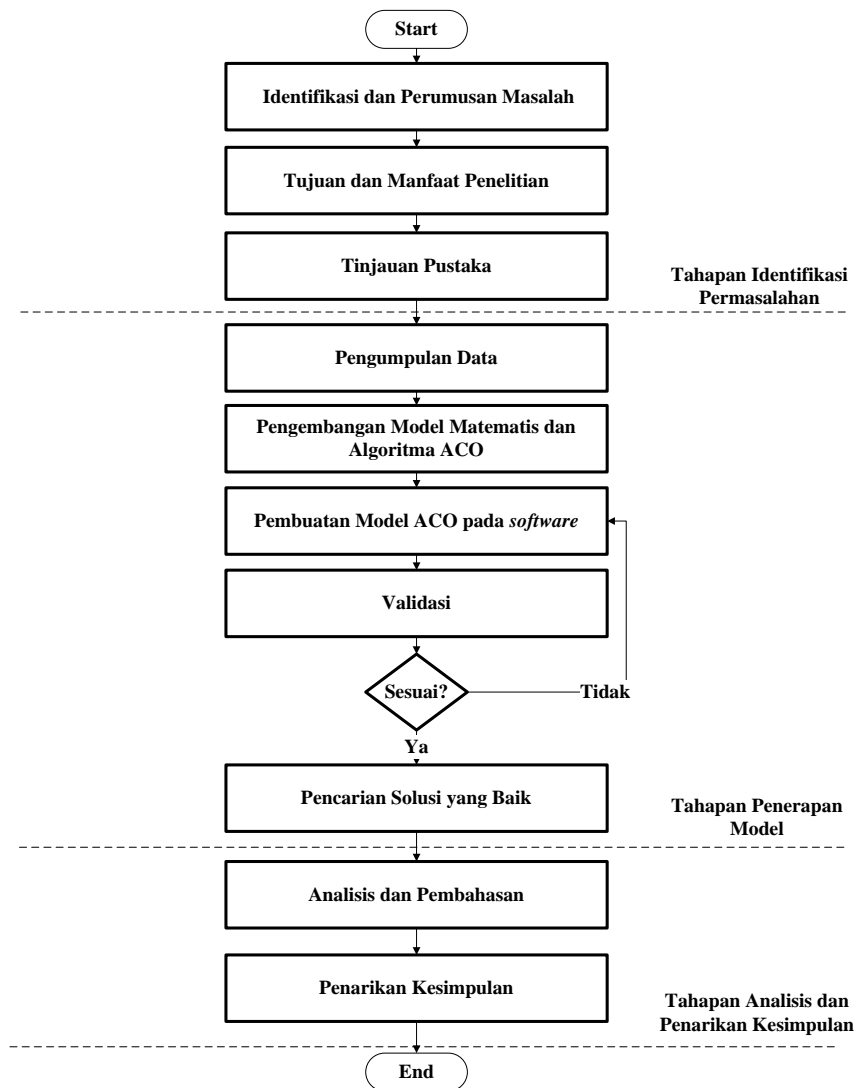 Start
Identifikasi dan Perumusan Masalah
Tujuan dan Manfaat Penelitian
Tinjauan Pustaka
Tahapan Identifikasi
Permasalahan
Pengumpulan Data
Pengembangan Model Matematis dan
Algoritma ACO
Pembuatan Model ACO pada software
Validasi
Sesuai?
Tidak
Ya
Pencarian Solusi yang Baik
Tahapan Penerapan
Model
Analisis dan Pembahasan
Penarikan Kesimpulan
Tahapan Analisis dan
Penarikan Kesimpulan
End